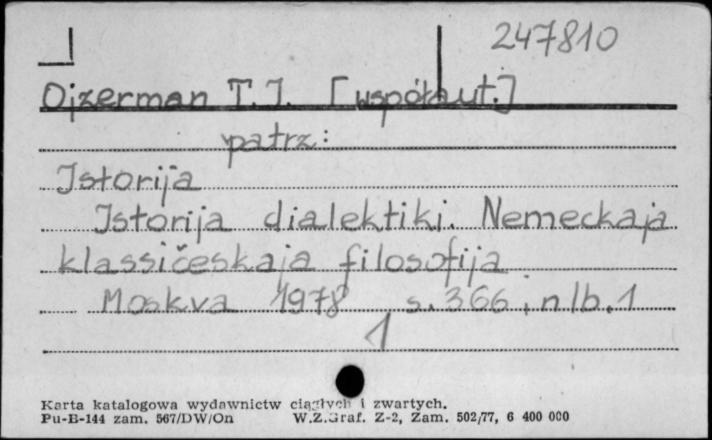 247810
Ojzerman T.I. [współaut.]
patrz:
Istorija
Istorija dialektiki. Nemeckaja
klassičeskaja filosofija
Moskva 1978 s. 366, nlb. 1
1
Karta katalogowa wydawnictw ciągłych i zwartych.
Pu-B-144 zam. 567/DW/On W.Z.Graf. Z-2, Zam. 502/77, 6 400 000